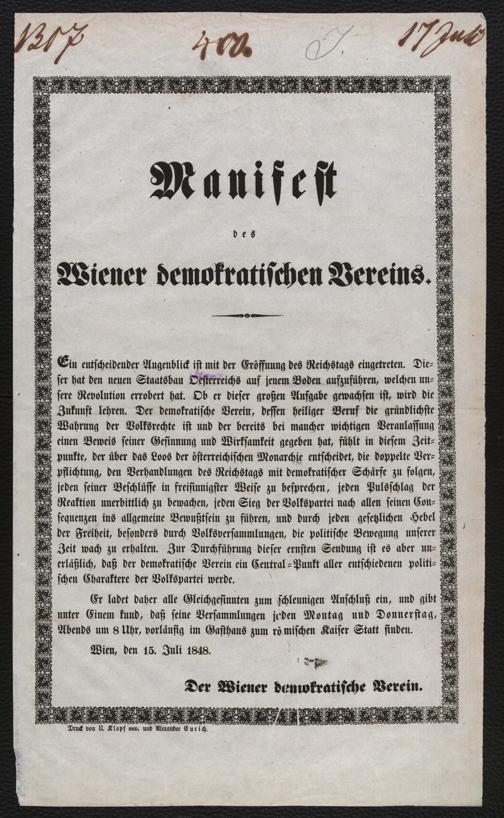 1307 400. J. 17 Juli
Manifest
des
Wiener demokratischen Vereins.
Ein entscheidender Augenblick ist mit der Eröffnung des Reichstags eingetreten. Die-
ser hat den neuen Staatsbau Oesterreichs auf jenem Boden aufzuführen, welchen un-
sere Revolution errobert hat. Ob er dieser großen Aufgabe gewachsen ist, wird die
Zukunft lehren. Der demokratische Verein, dessen heiliger Beruf die gründlichste
Wahrung der Volksrechte ist und der bereits bei mancher wichtigen Veranlassung
einen Beweis seiner Gesinnung und Wirksamkeit gegeben hat, fühlt in diesem Zeit-
punkte, der über das Loos der österreichischen Monarchie entscheidet, die doppelte Ver-
pflichtung, den Verhandlungen des Reichstags mit demokratischer Schärfe zu folgen,
jeden seiner Beschlüsse in freisinnigster Weise zu besprechen, jeden Pulsschlag der
Reaktion unerbittlich zu bewachen, jeden Sieg der Volkspartei nach allen seinen Con-
sequenzen ins allgemeine Bewußtsein zu führen, und durch jeden gesetzlichen Hebel
der Freiheit, besonders durch Volksversammlungen, die politische Bewegung unserer
Zeit wach zu erhalten. Zur Durchführung dieser ernsten Sendung ist es aber un-
erläßlich, daß der demokratische Verein ein Central-Punkt aller entschiedenen politi-
schen Charaktere der Volkspartei werde.
Er ladet daher alle Gleichgesinnten zum schleunigen Anschluß ein, und gibt
unter Einem kund, daß seine Versammlungen jeden Montag und Donnerstag,
Abends um 8 Uhr, vorläufig im Gasthaus zum römischen Kaiser Statt finden.
Wien, den 15. Juli 1848.
Der Wiener demokratische Verein.
Druck von U. Klopf sen. und Alexander Eurich.